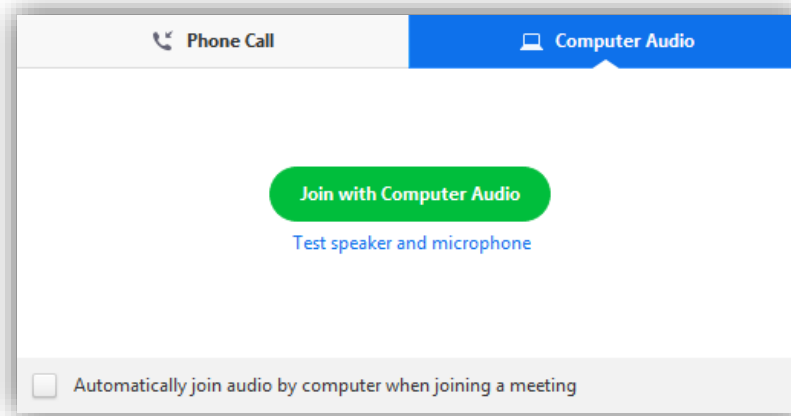 Phone Call
Computer Audio
Join with Computer Audio
Test speaker and microphone
Automatically join audio by computer when joining a meeting